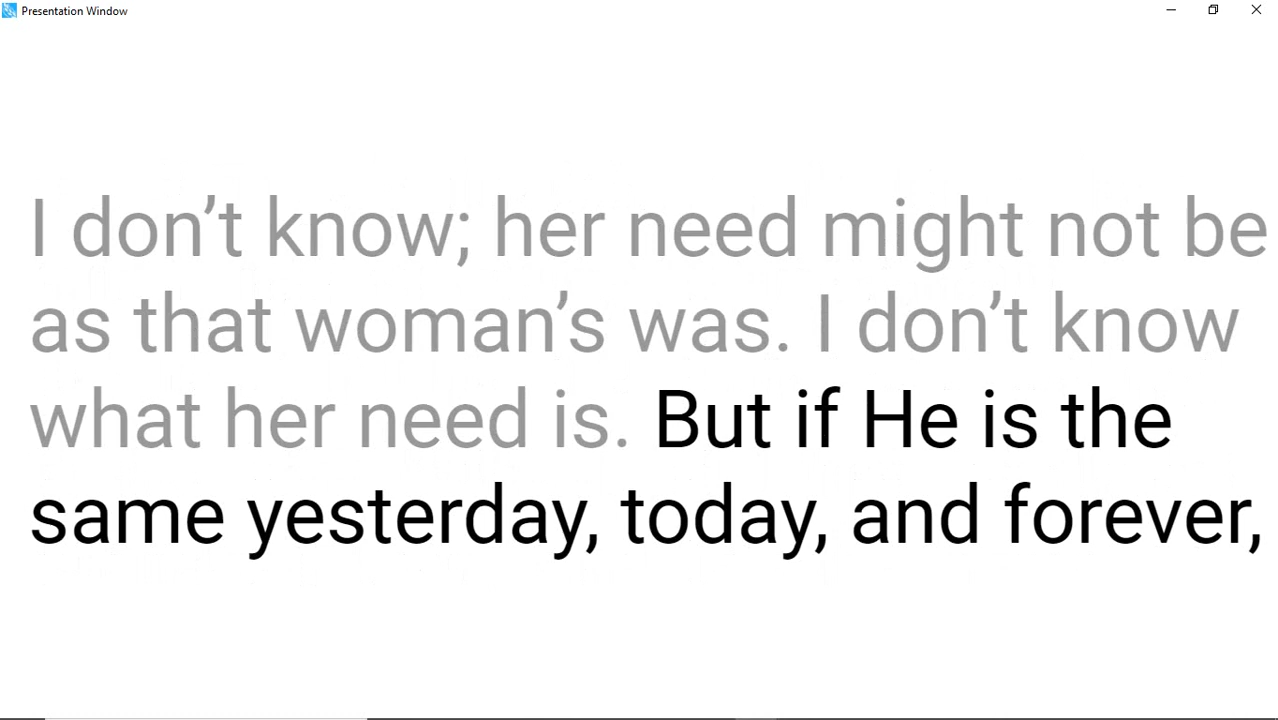 Presentation Window
I don’t know; her need might not be
as that woman’s was. I don’t know
what her need is. But if He is the
same yesterday, today, and forever,